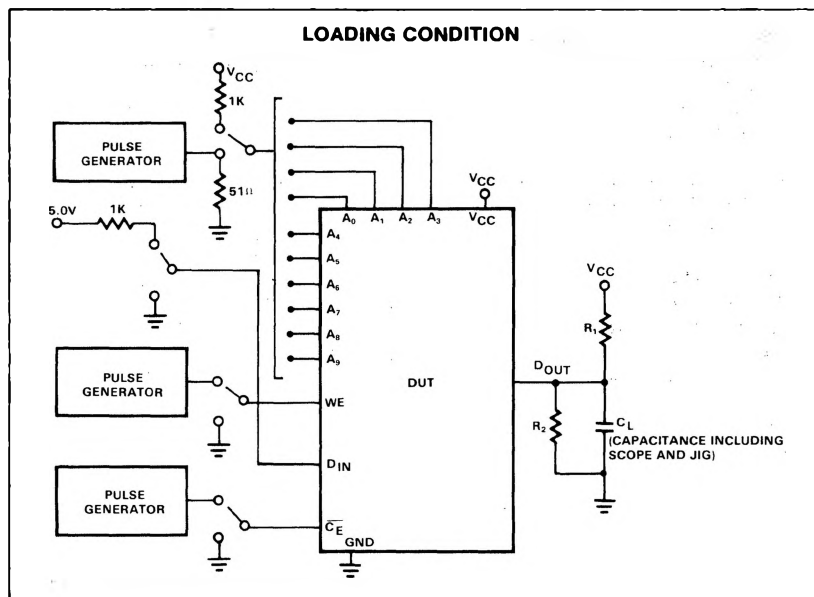 LOADING CONDITION
VCC
1K
PULSE
GENERATOR
51Ω
5.0V
1K
VCC
A0 A1 A2 A3 VCC
A4
A5
A6
A7
A8
A9
VCC
R1
DOUT
DUT
PULSE
GENERATOR
WE
R2
CL
(CAPACITANCE INCLUDING
SCOPE AND JIG)
DIN
PULSE
GENERATOR
CE
GND